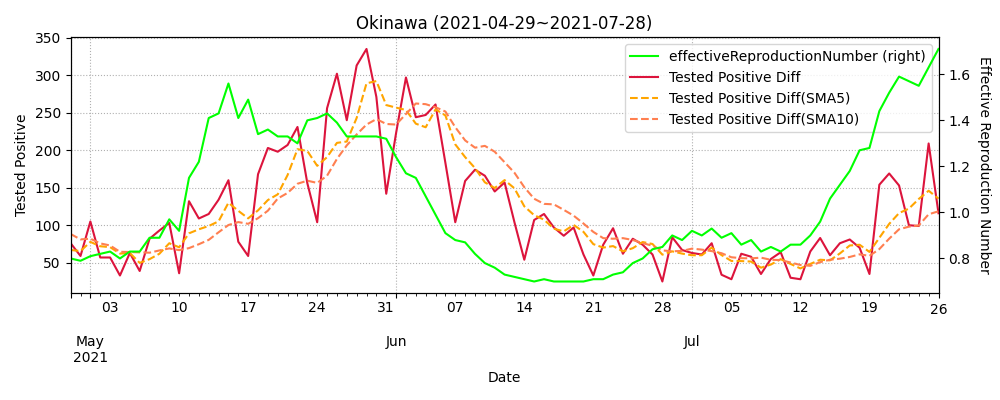 Okinawa (2021-04-29~2021-07-28)
effectiveReproductionNumber (right)
Tested Positive Diff
Tested Positive Diff(SMA5)
Tested Positive Diff(SMA10)
Tested Positive
350
300
250
200
150
100
50
1.6
1.4
1.2
1.0
0.8
Effective Reproduction Number
03 10 17 24 31 07 14 21 28 05 12 19 26
May Jun Jul
2021
Date